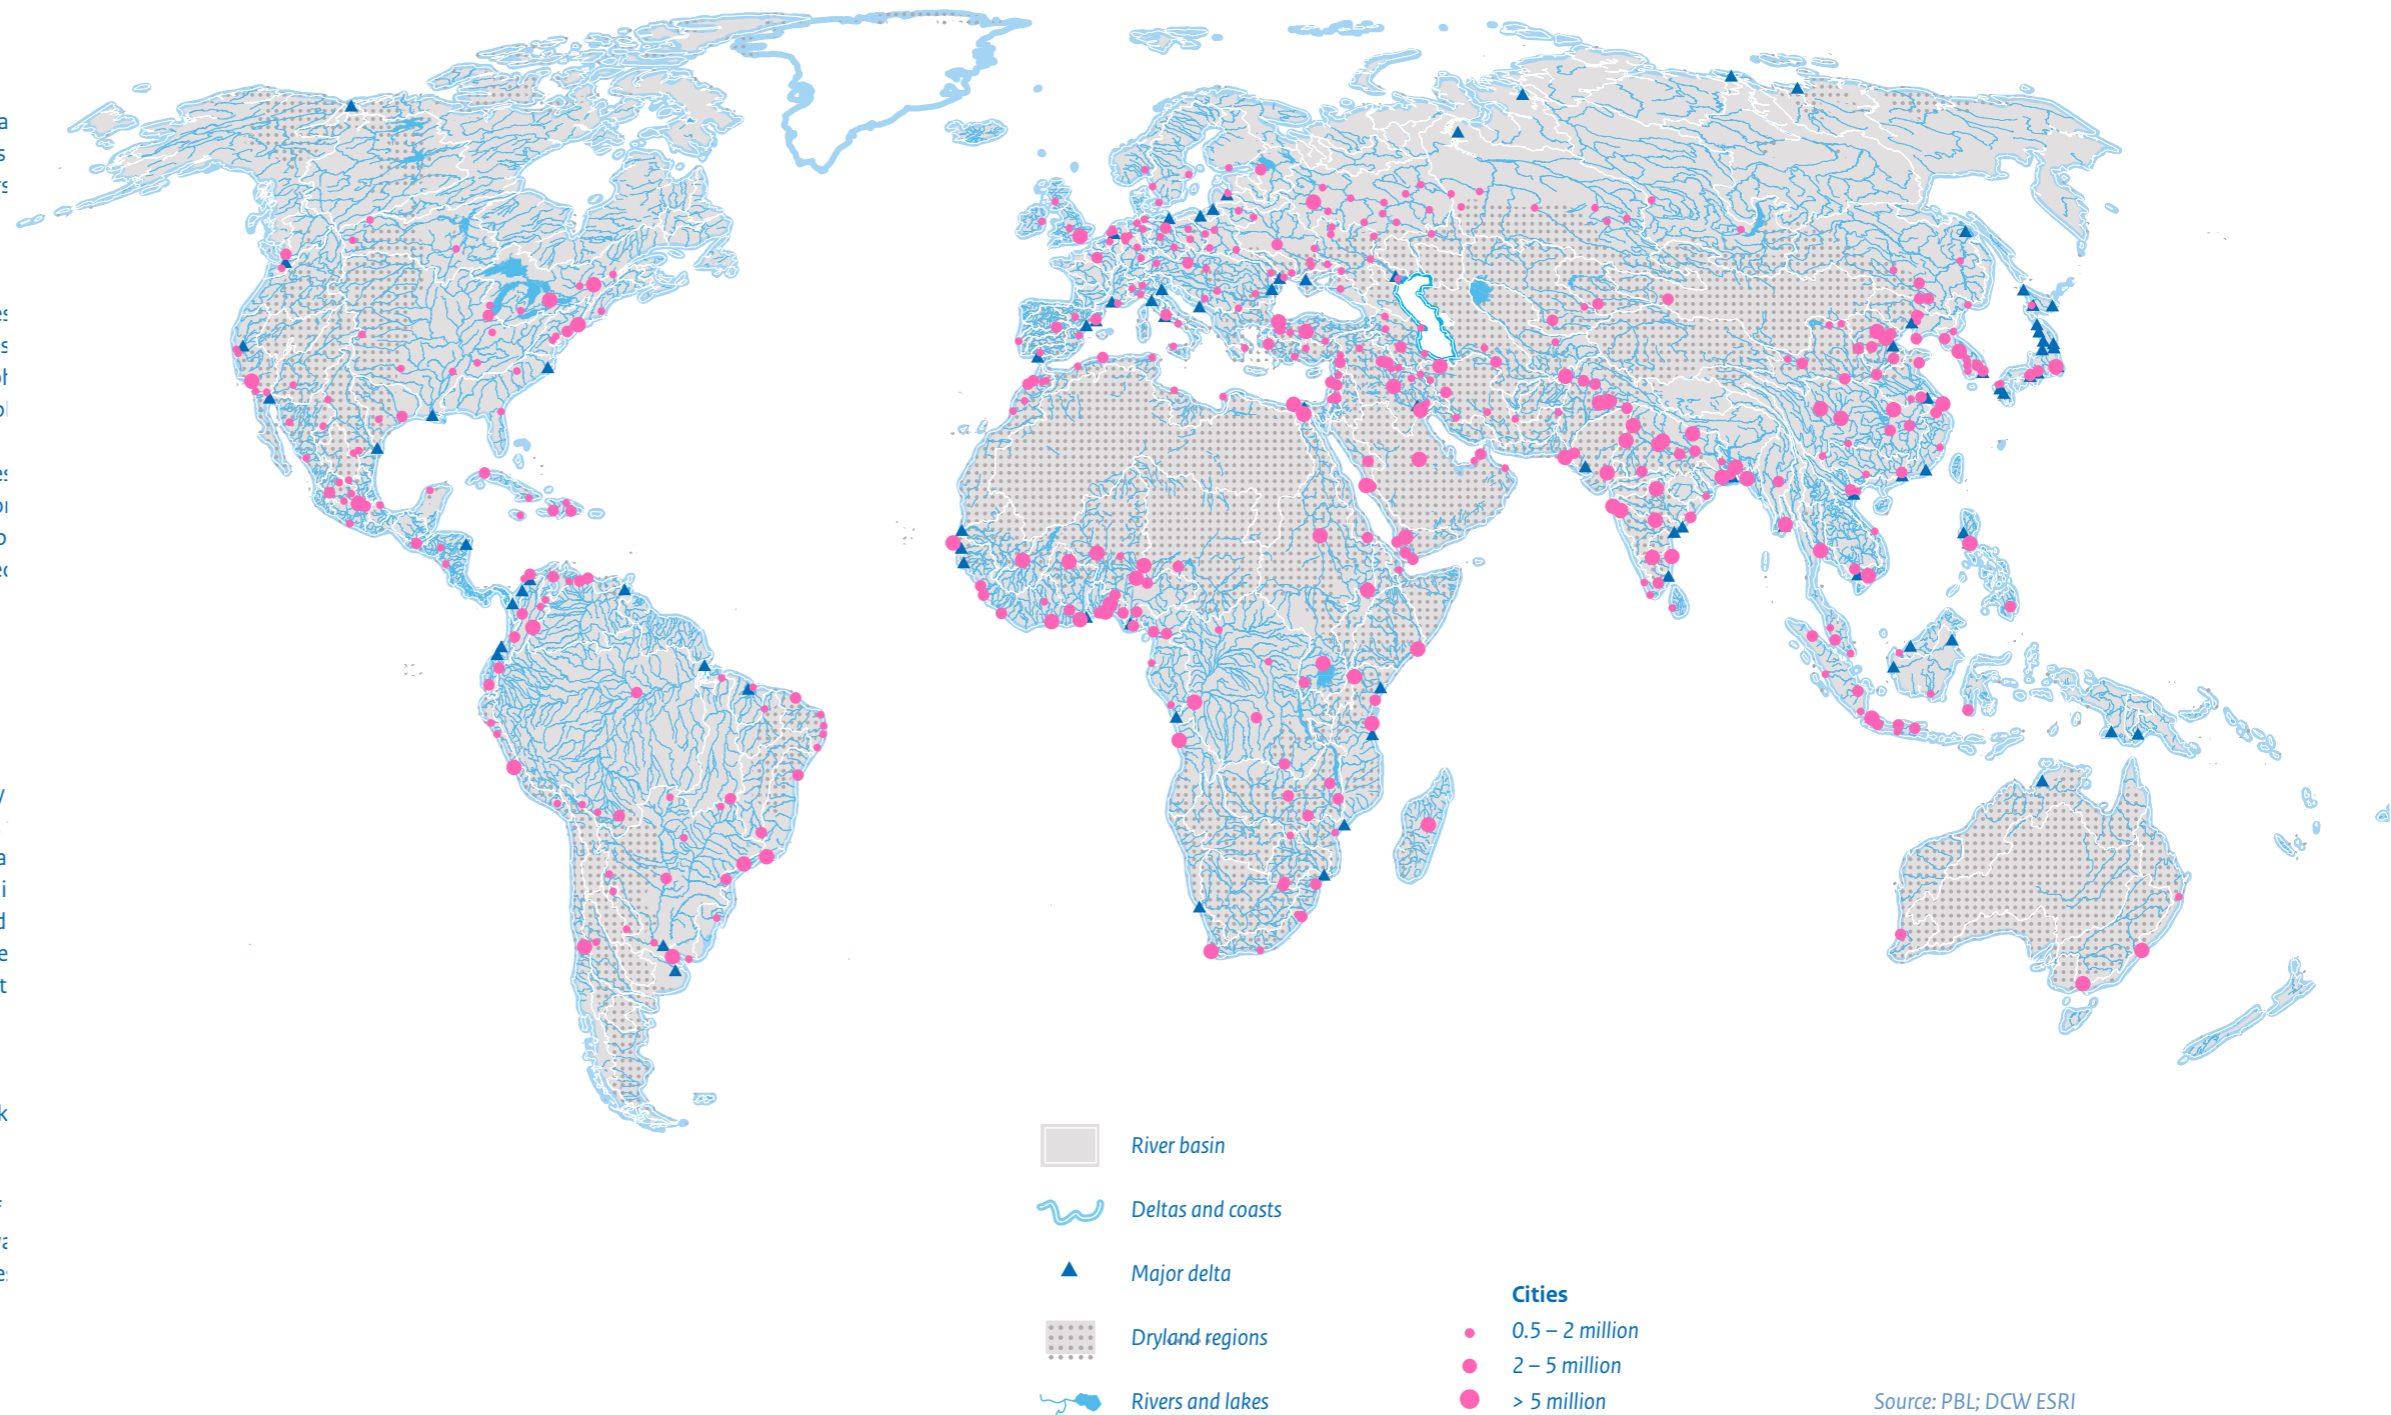 River basin
Deltas and coasts
Major delta
Dryland regions
Rivers and lakes
Cities
0.5 – 2 million
2 – 5 million
> 5 million
Source: PBL; DCW ESRI